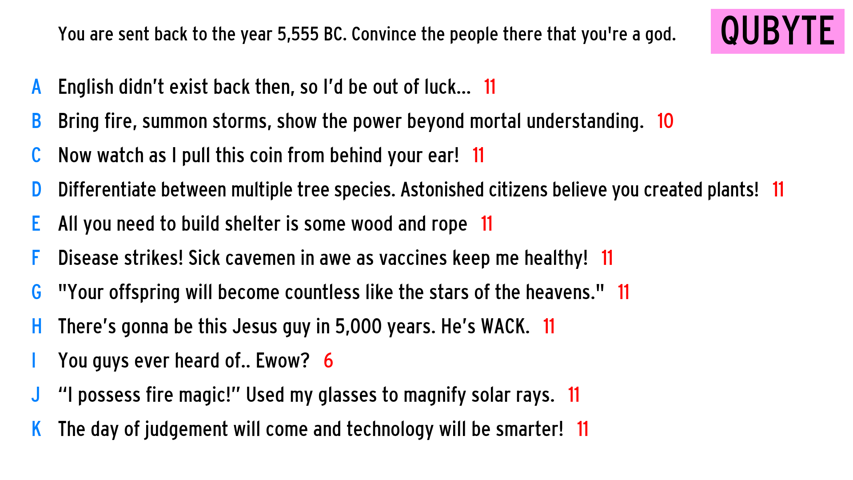 You are sent back to the year 5,555 BC. Convince the people there that you're a god.
QUBYTE
A English didn’t exist back then, so I’d be out of luck... 11
B Bring fire, summon storms, show the power beyond mortal understanding. 10
C Now watch as I pull this coin from behind your ear! 11
D Differentiate between multiple tree species. Astonished citizens believe you created plants! 11
E All you need to build shelter is some wood and rope 11
F Disease strikes! Sick cavemen in awe as vaccines keep me healthy! 11
G "Your offspring will become countless like the stars of the heavens." 11
H There’s gonna be this Jesus guy in 5,000 years. He’s WACK. 11
I You guys ever heard of.. Ewow? 6
J “I possess fire magic!” Used my glasses to magnify solar rays. 11
K The day of judgement will come and technology will be smarter! 11